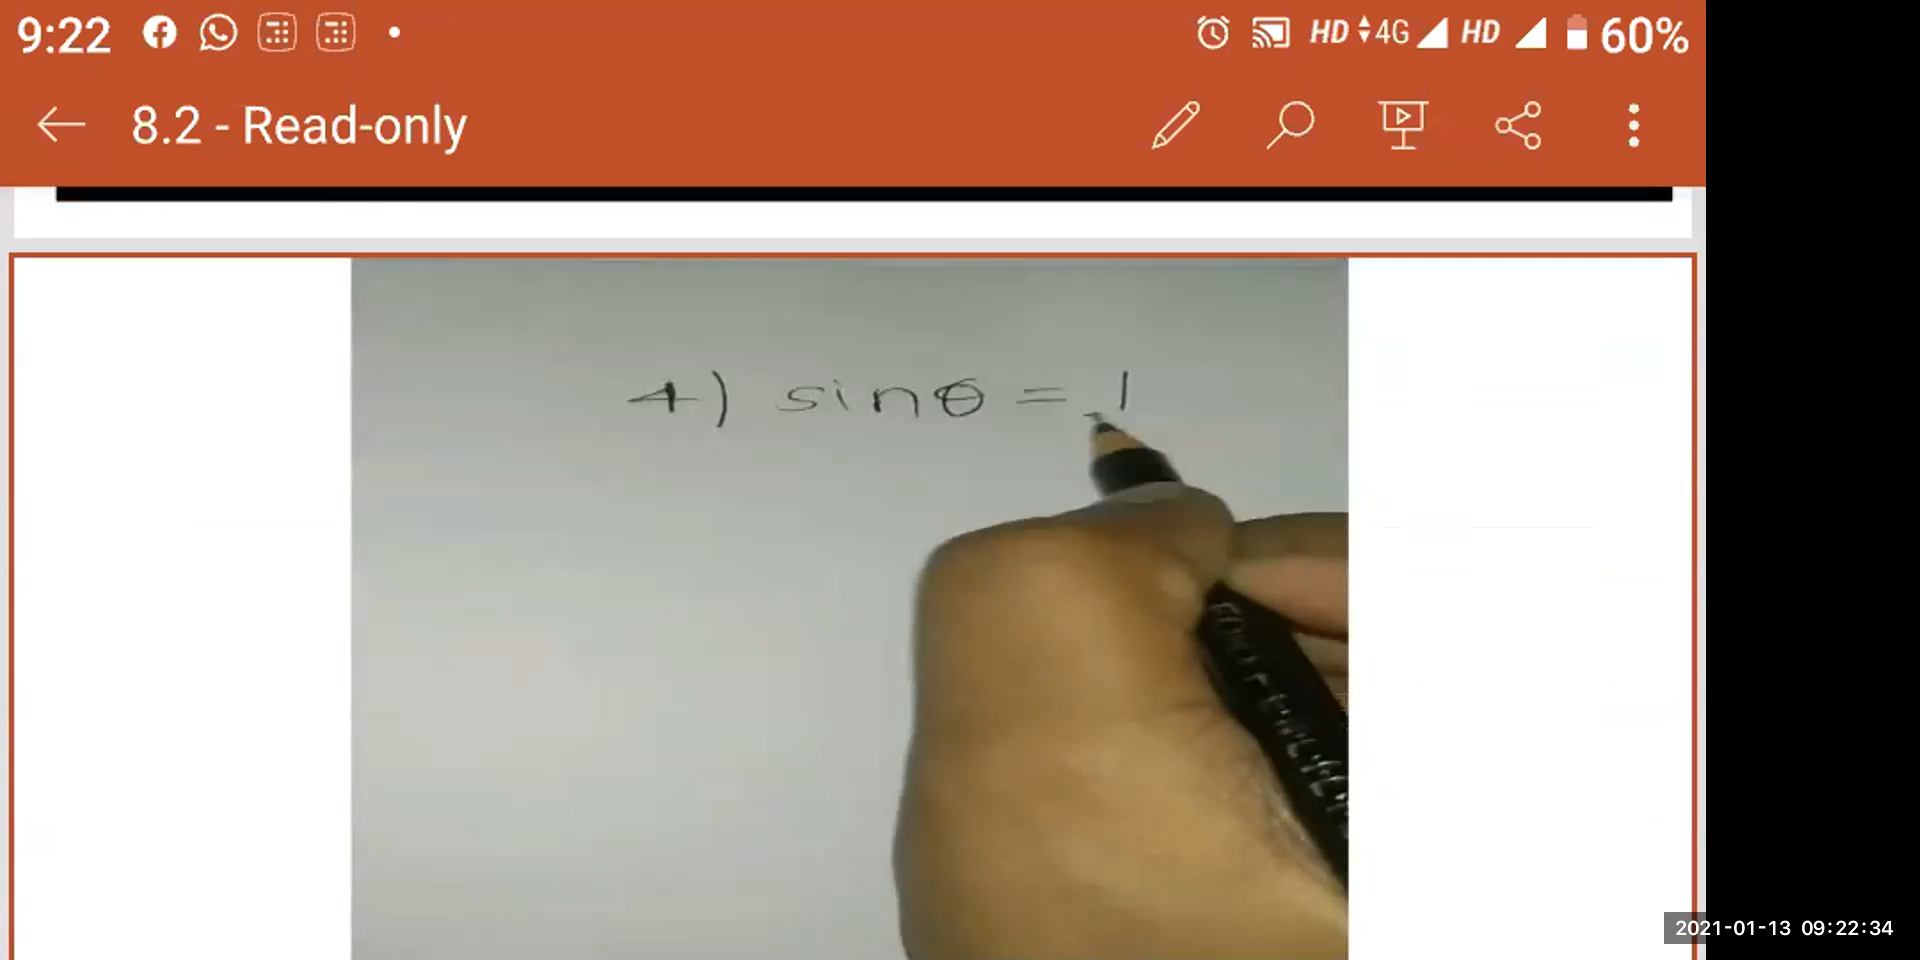 9:22 HD 4G HD 60%
8.2 - Read-only
4) sinθ = 1
2021-01-13 09:22:34